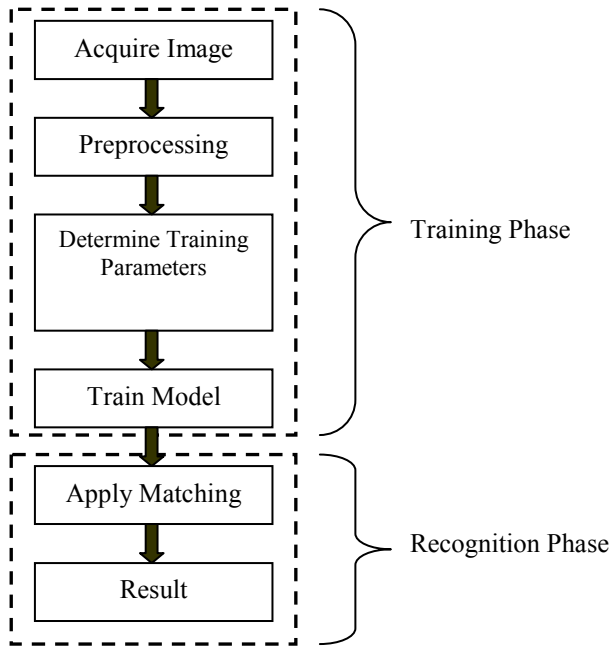 Acquire Image
Preprocessing
Determine Training
Parameters
Training Phase
Train Model
Apply Matching
Recognition Phase
Result